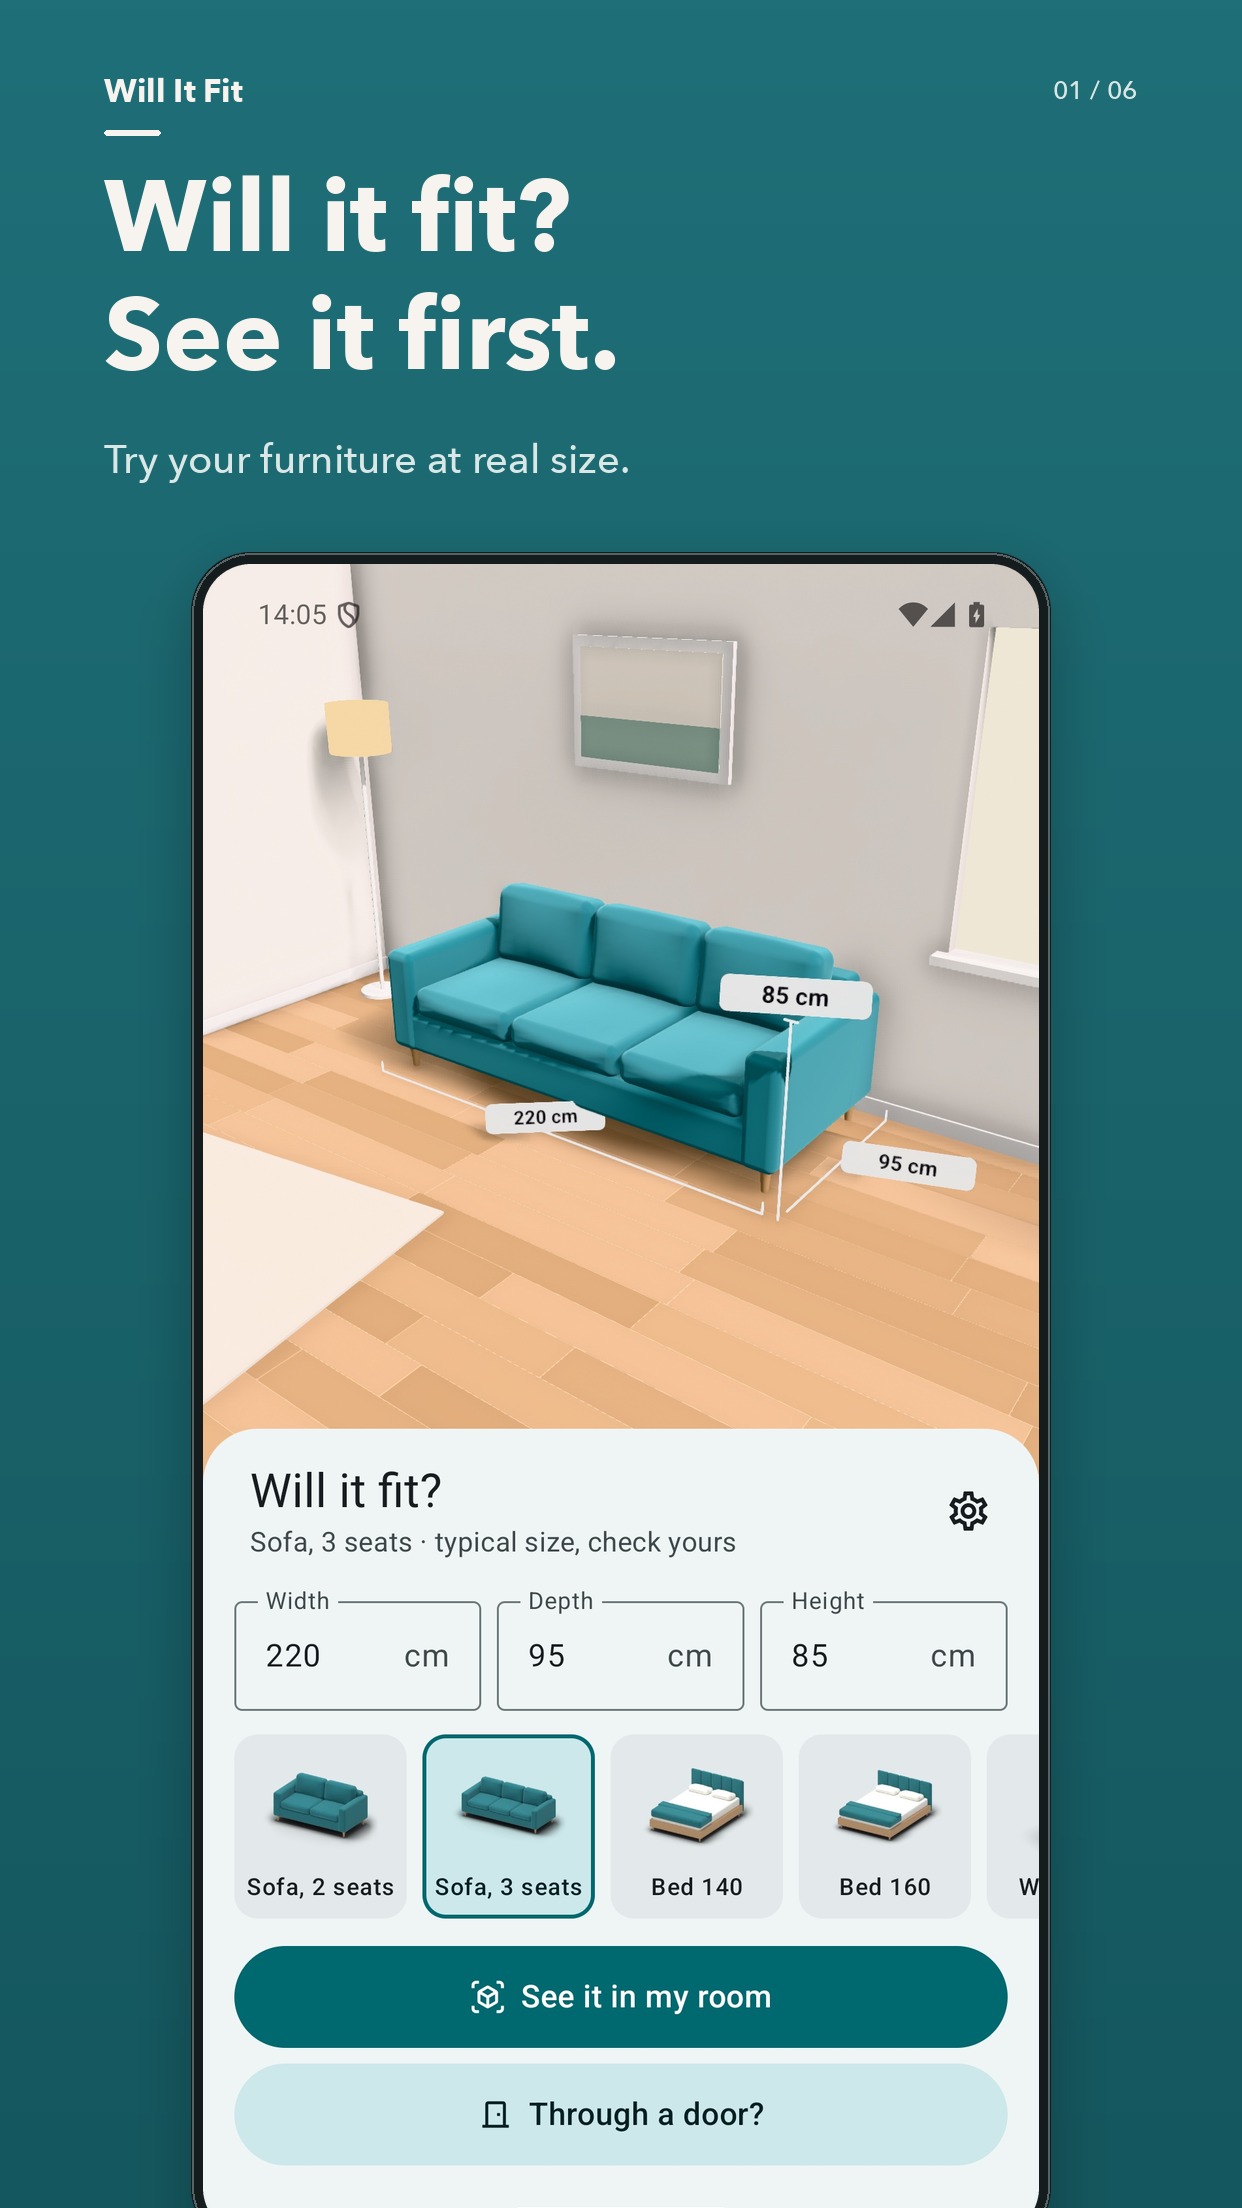 Will It Fit
01 / 06
Will it fit?
See it first.
Try your furniture at real size.
14:05
85 cm
220 cm
95 cm
Will it fit?
Sofa, 3 seats · typical size, check yours
Width
Depth
Height
220 cm
95 cm
85 cm
Sofa, 2 seats
Sofa, 3 seats
Bed 140
Bed 160
See it in my room
Through a door?